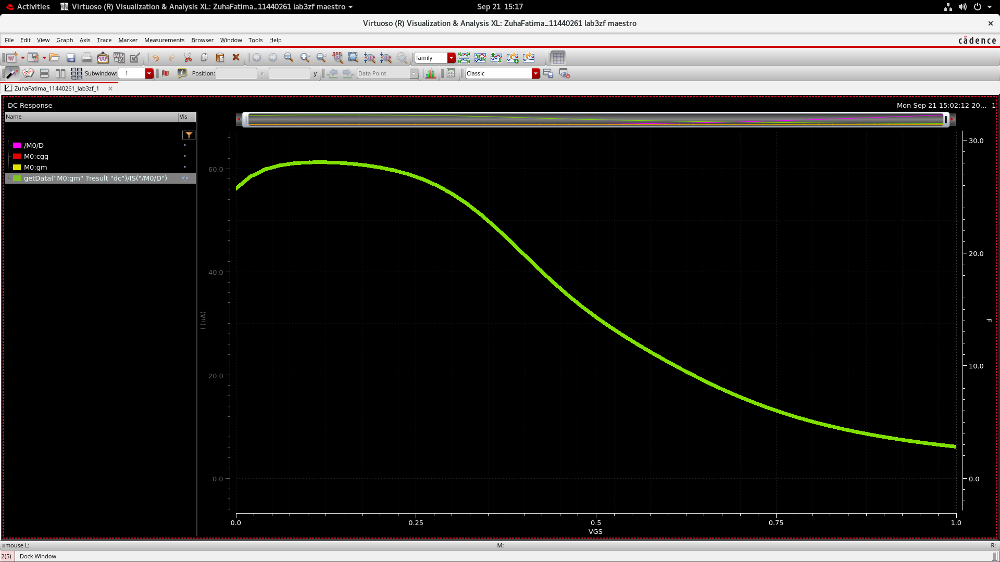 Activities
Virtuoso (R) Visualization & Analysis XL: ZuhaFatima_11440261 lab3zf maestro
Sep 21 15:17
Virtuoso (R) Visualization & Analysis XL: ZuhaFatima_11440261 lab3zf maestro
File Edit View Graph Axis Trace Marker Measurements Browser Window Tools Help
cādence
family
Subwindow: 1
Position: x y
Data Point
Classic
ZuhaFatima_11440261_lab3zf_1
DC Response
Mon Sep 21 15:02:12 20... 1
Name Vis
/M0/D
M0:cgg
M0:gm
getData("M0:gm" ?result "dc")/IS("/M0/D")
60.0
40.0
20.0
0.0
I (uA)
30.0
20.0
10.0
0.0
F
0.0 0.25 0.5 0.75 1.0
VGS
mouse L: M: R:
2(5) Dock Window